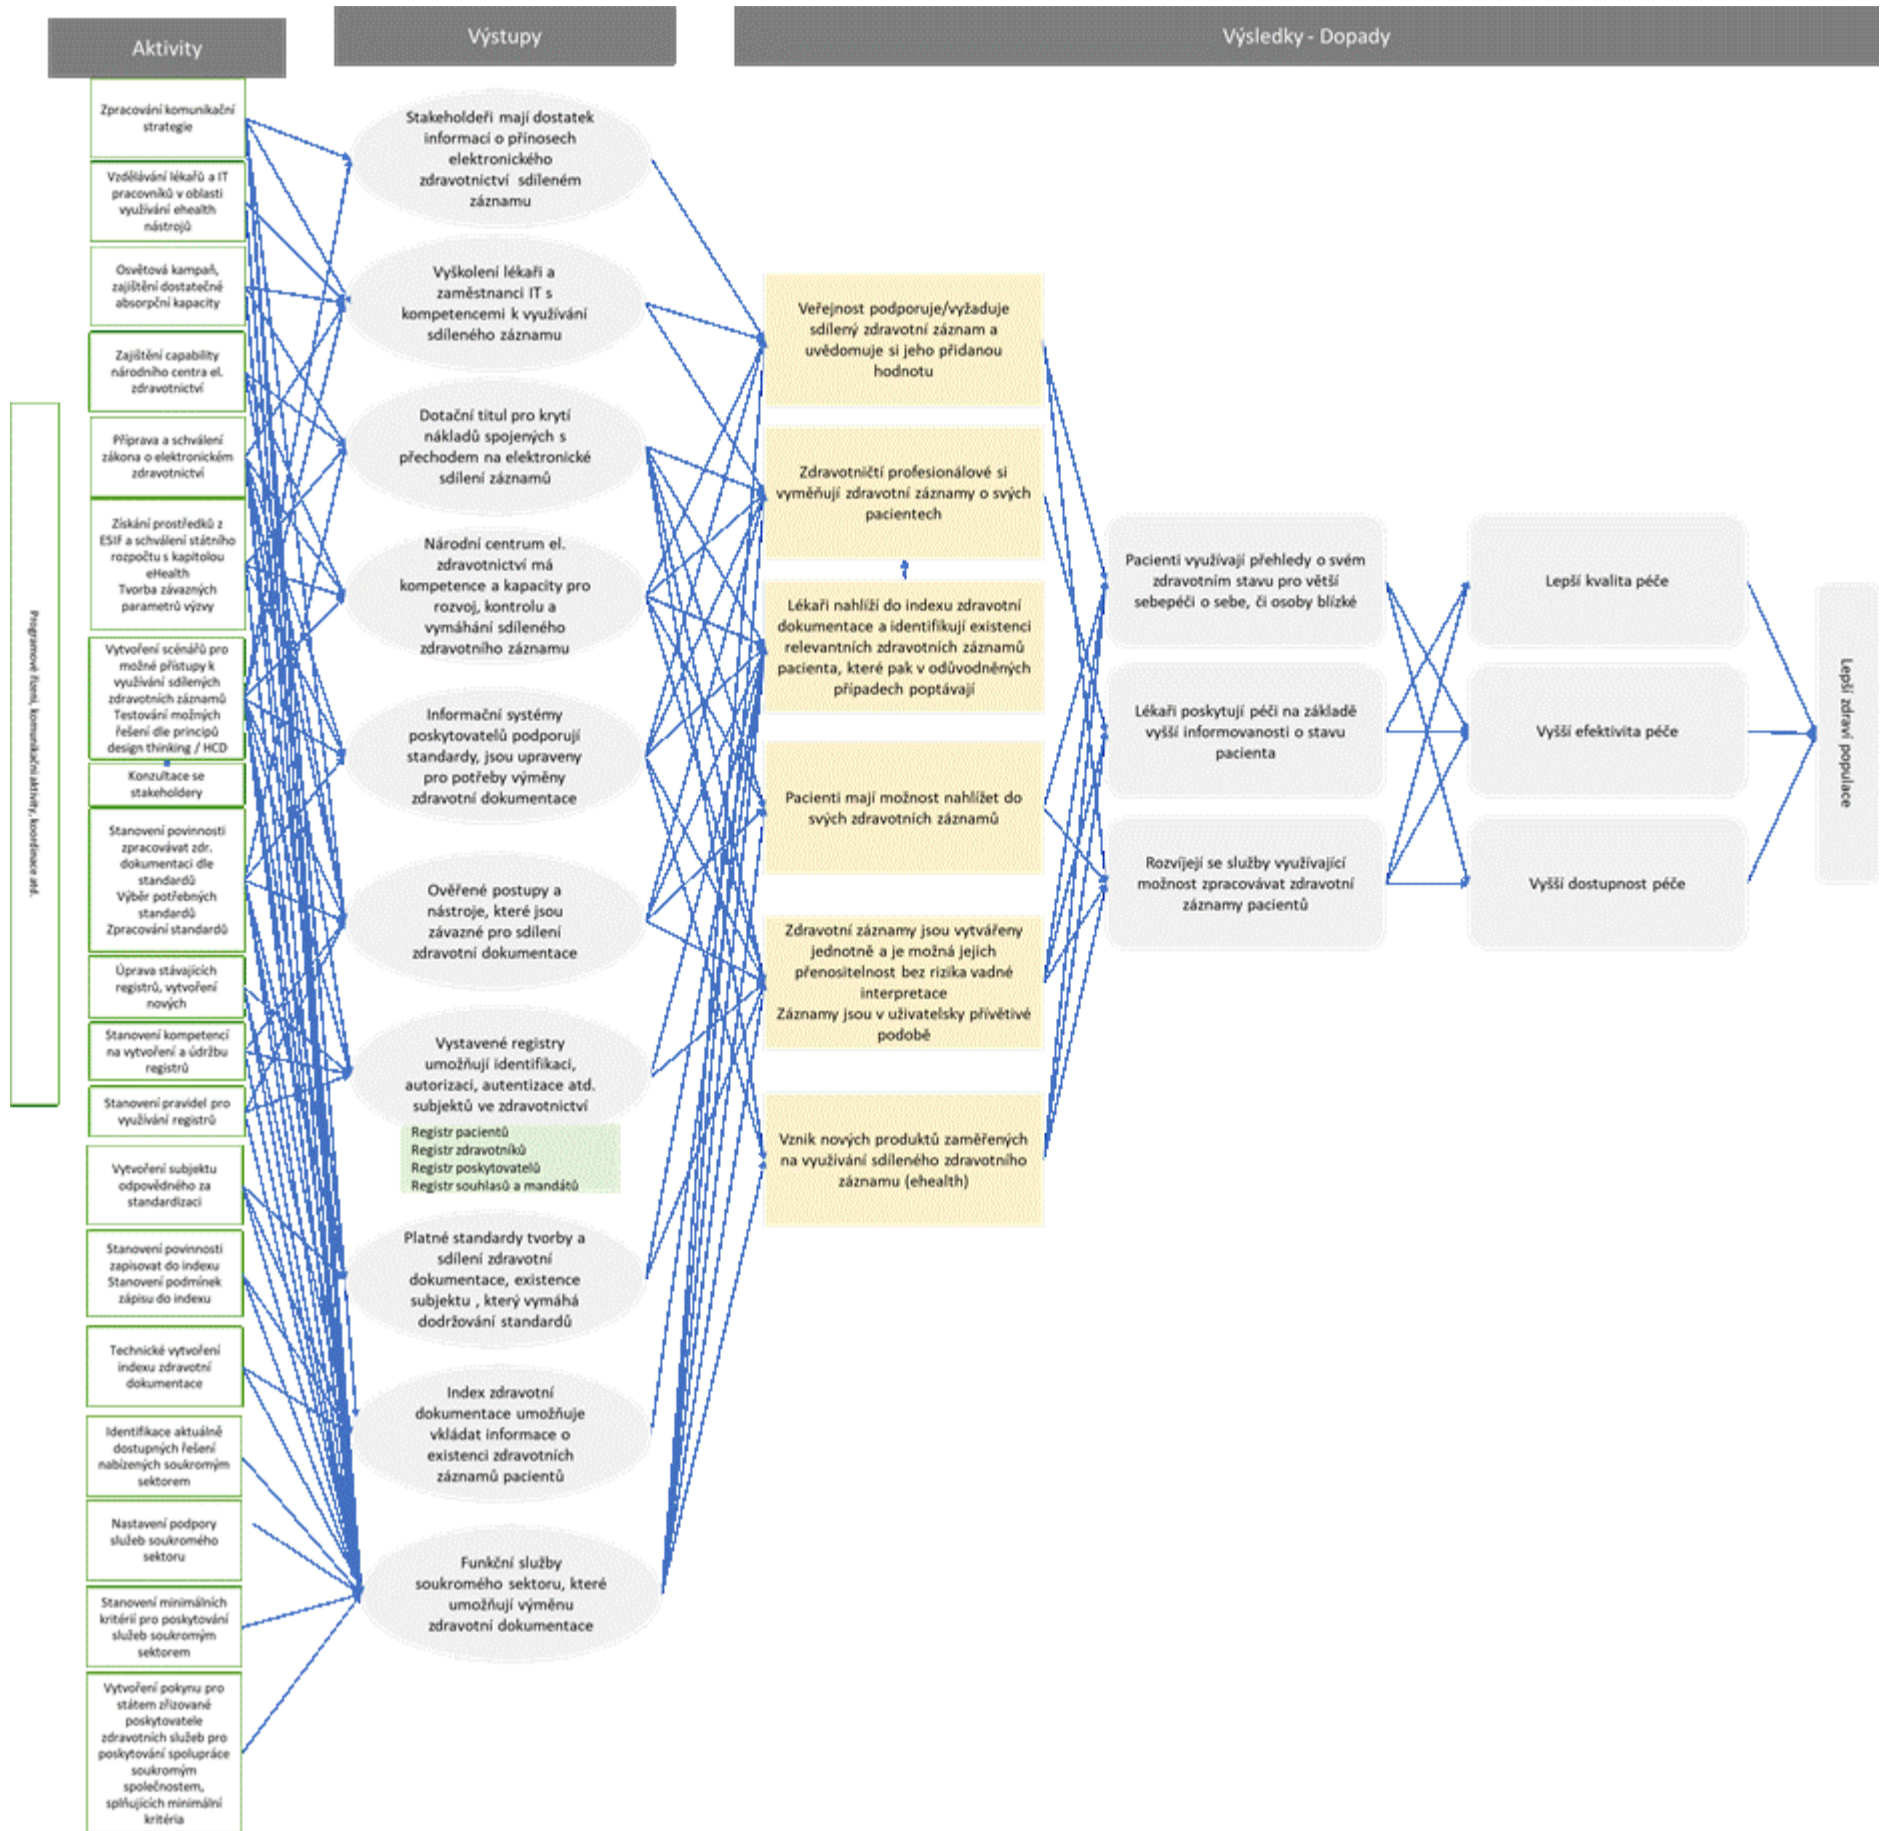 Aktivity
Výstupy
Výsledky - Dopady
Programové řízení, komunikační aktivity, koordinace atd.
Zpracování komunikační
strategie
Vzdělávání lékařů a IT
pracovníků v oblasti
využívání ehealth
nástrojů
Osvětová kampaň,
zajištění dostatečné
absorpční kapacity
Zajištění capability
národního centra el.
zdravotnictví
Příprava a schválení
zákona o elektronickém
zdravotnictví
Získání prostředků z
ESIF a schválení státního
rozpočtu s kapitolou
eHealth
Tvorba závazných
parametrů výzvy
Vytvoření scénářů pro
možné přístupy k
využívání sdílených
zdravotních záznamů
Testování možných
řešení dle principů
design thinking / HCD
Konzultace se
stakeholdery
Stanovení povinnosti
zpracovávat zdr.
dokumentaci dle
standardů
Výběr potřebných
standardů
Zpracování standardů
Úprava stávajících
registrů, vytvoření
nových
Stanovení kompetencí
na vytvoření a údržbu
registrů
Stanovení pravidel pro
využívání registrů
Vytvoření subjektu
odpovědného za
standardizaci
Stanovení povinnosti
zapisovat do indexu
Stanovení podmínek
zápisu do indexu
Technické vytvoření
indexu zdravotní
dokumentace
Identifikace aktuálně
dostupných řešení
nabízených soukromým
sektorem
Nastavení podpory
služeb soukromého
sektoru
Stanovení minimálních
kritérií pro poskytování
služeb soukromým
sektorem
Vytvoření pokynu pro
státem zřizované
poskytovatele
zdravotních služeb pro
poskytování spolupráce
soukromým
společnostem,
splňujících minimální
kritéria
Stakeholdeři mají dostatek
informací o přínosech
elektronického
zdravotnictví sdíleném
záznamu
Vyškolení lékaři a
zaměstnanci IT s
kompetencemi k využívání
sdíleného záznamu
Dotační titul pro krytí
nákladů spojených s
přechodem na elektronické
sdílení záznamů
Národní centrum el.
zdravotnictví má
kompetence a kapacity pro
rozvoj, kontrolu a
vymáhání sdíleného
zdravotního záznamu
Informační systémy
poskytovatelů podporují
standardy, jsou upraveny
pro potřeby výměny
zdravotní dokumentace
Ověřené postupy a
nástroje, které jsou
závazné pro sdílení
zdravotní dokumentace
Vystavené registry
umožňují identifikaci,
autorizaci, autentizace atd.
subjektů ve zdravotnictví
Registr pacientů
Registr zdravotníků
Registr poskytovatelů
Registr souhlasů a mandátů
Platné standardy tvorby a
sdílení zdravotní
dokumentace, existence
subjektu , který vymáhá
dodržování standardů
Index zdravotní
dokumentace umožňuje
vkládat informace o
existenci zdravotních
záznamů pacientů
Funkční služby
soukromého sektoru, které
umožňují výměnu
zdravotní dokumentace
Veřejnost podporuje/vyžaduje
sdílený zdravotní záznam a
uvědomuje si jeho přidanou
hodnotu
Zdravotničtí profesionálové si
vyměňují zdravotní záznamy o svých
pacientech
Lékaři nahlíží do indexu zdravotní
dokumentace a identifikují existenci
relevantních zdravotních záznamů
pacienta, které pak v odůvodněných
případech poptávají
Pacienti mají možnost nahlížet do
svých zdravotních záznamů
Zdravotní záznamy jsou vytvářeny
jednotně a je možná jejich
přenositelnost bez rizika vadné
interpretace
Záznamy jsou v uživatelsky přívětivé
podobě
Vznik nových produktů zaměřených
na využívání sdíleného zdravotního
záznamu (ehealth)
Pacienti využívají přehledy o svém
zdravotním stavu pro větší
sebepéči o sebe, či osoby blízké
Lékaři poskytují péči na základě
vyšší informovanosti o stavu
pacienta
Rozvíjejí se služby využívající
možnost zpracovávat zdravotní
záznamy pacientů
Lepší kvalita péče
Vyšší efektivita péče
Vyšší dostupnost péče
Lepší zdraví populace